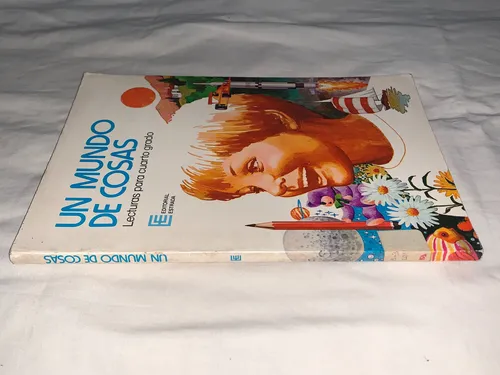 UN MUNDO
DE COSAS
Lecturas para cuarto grado
EDITORIAL
ESTRADA
UN MUNDO DE COSAS